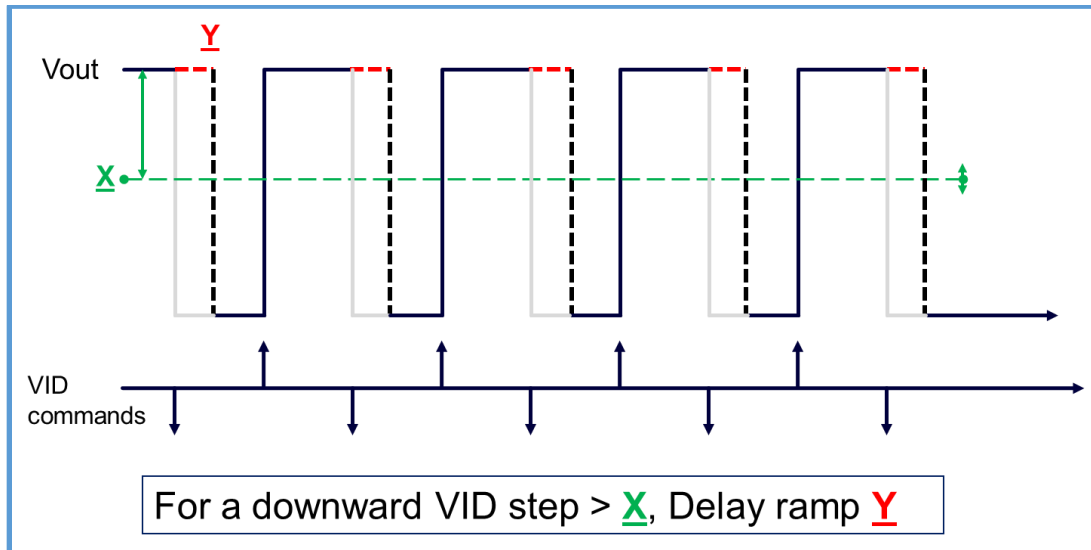 Y
Vout
X
VID
commands
For a downward VID step > X, Delay ramp Y